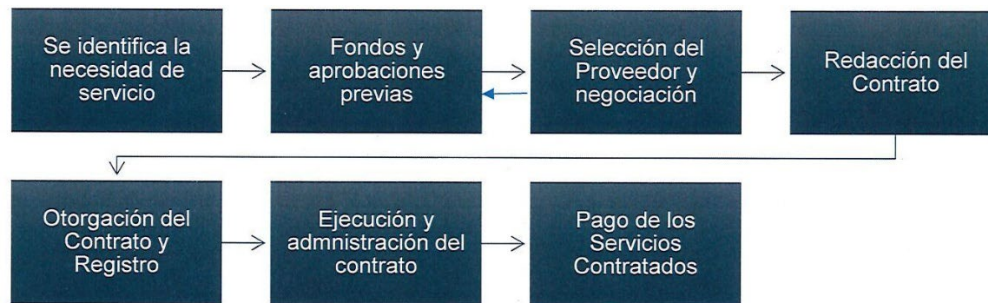 Se identifica la
necesidad de
servicio
Fondos y
aprobaciones
previas
Selección del
Proveedor y
negociación
Redacción del
Contrato
Otorgación del
Contrato y
Registro
Ejecución y
admnistración del
contrato
Pago de los
Servicios
Contratados